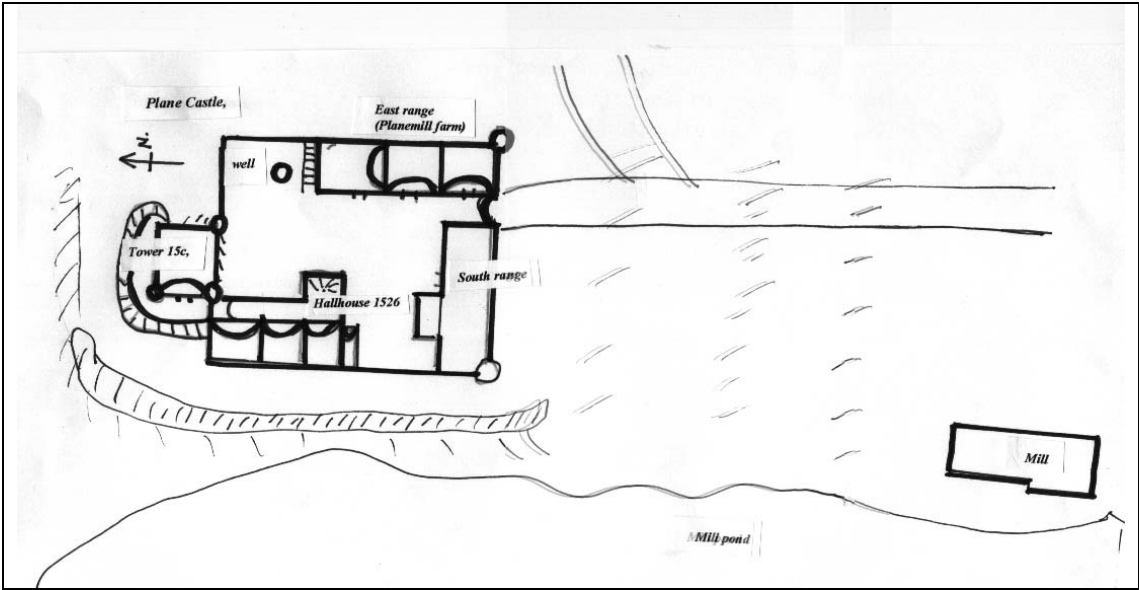 Plane Castle,
East range
(Planemill farm)
N.
well
Tower 15c,
South range
Hallhouse 1526
Mill
Mill pond